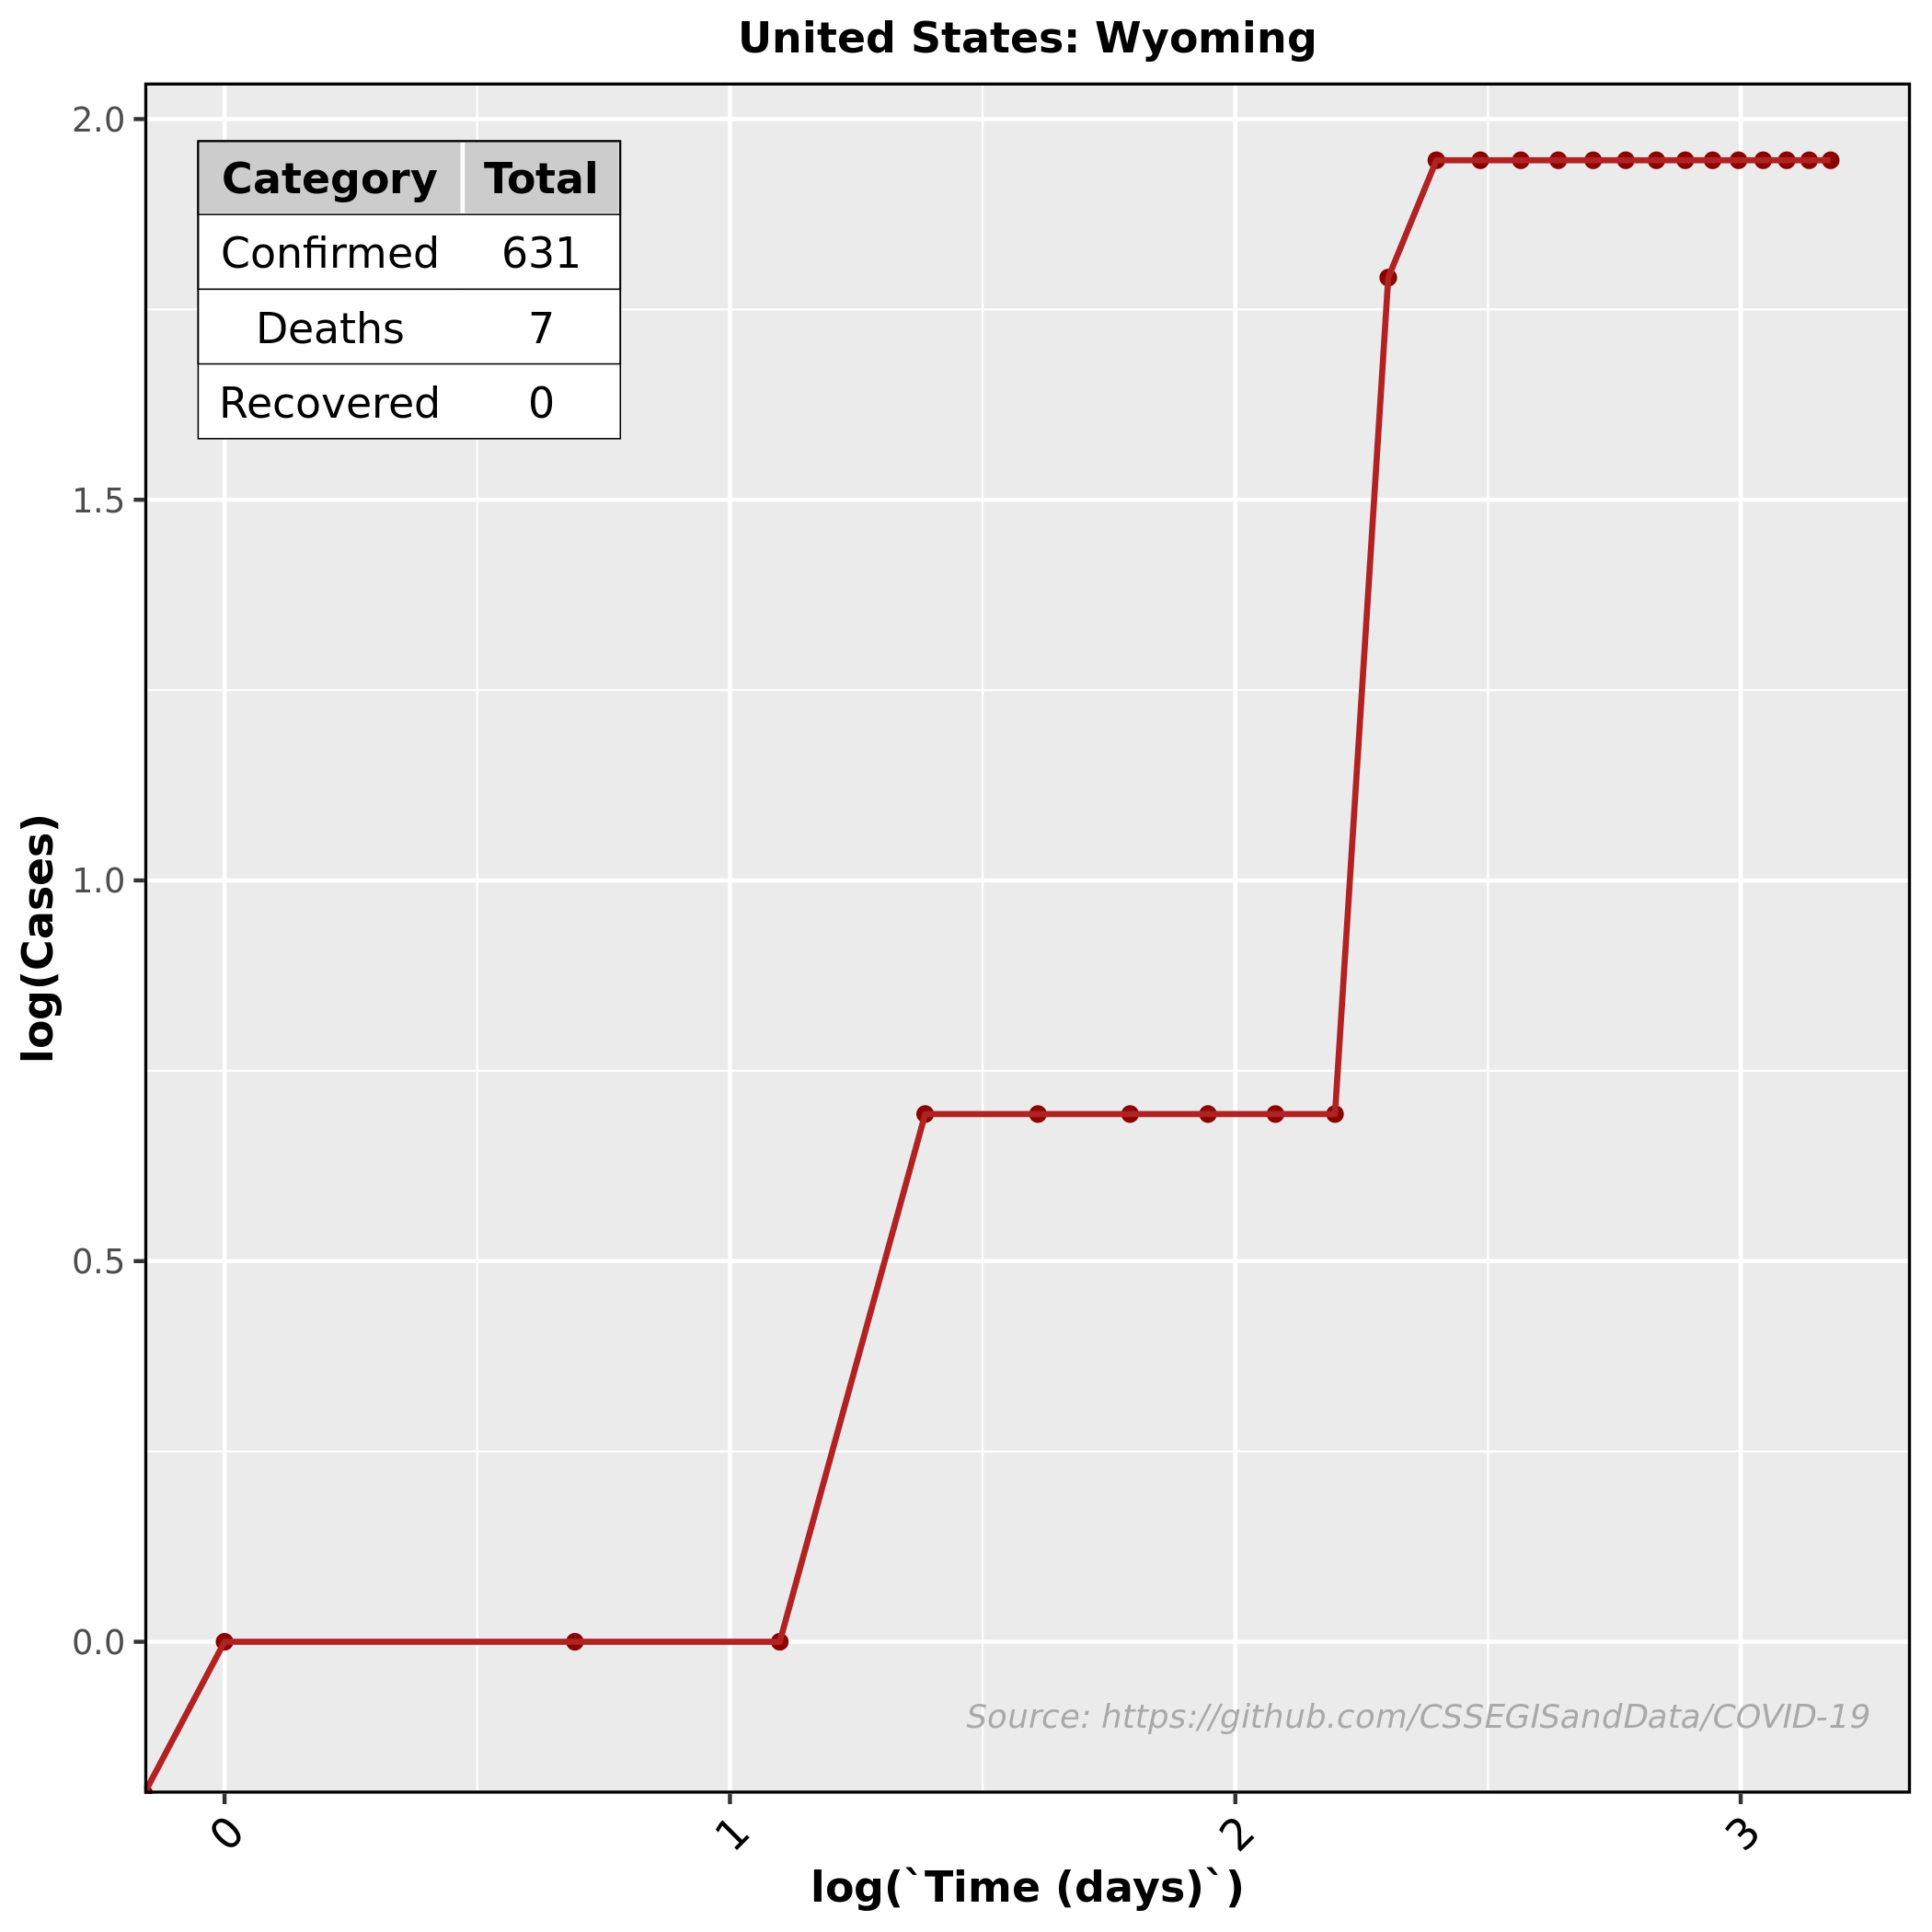 United States: Wyoming
2.0
1.5
1.0
0.5
0.0
log(Cases)
Category Total
Confirmed 631
Deaths 7
Recovered 0
Source: https://github.com/CSSEGISandData/COVID-19
0 1 2 3
log(`Time (days)`)